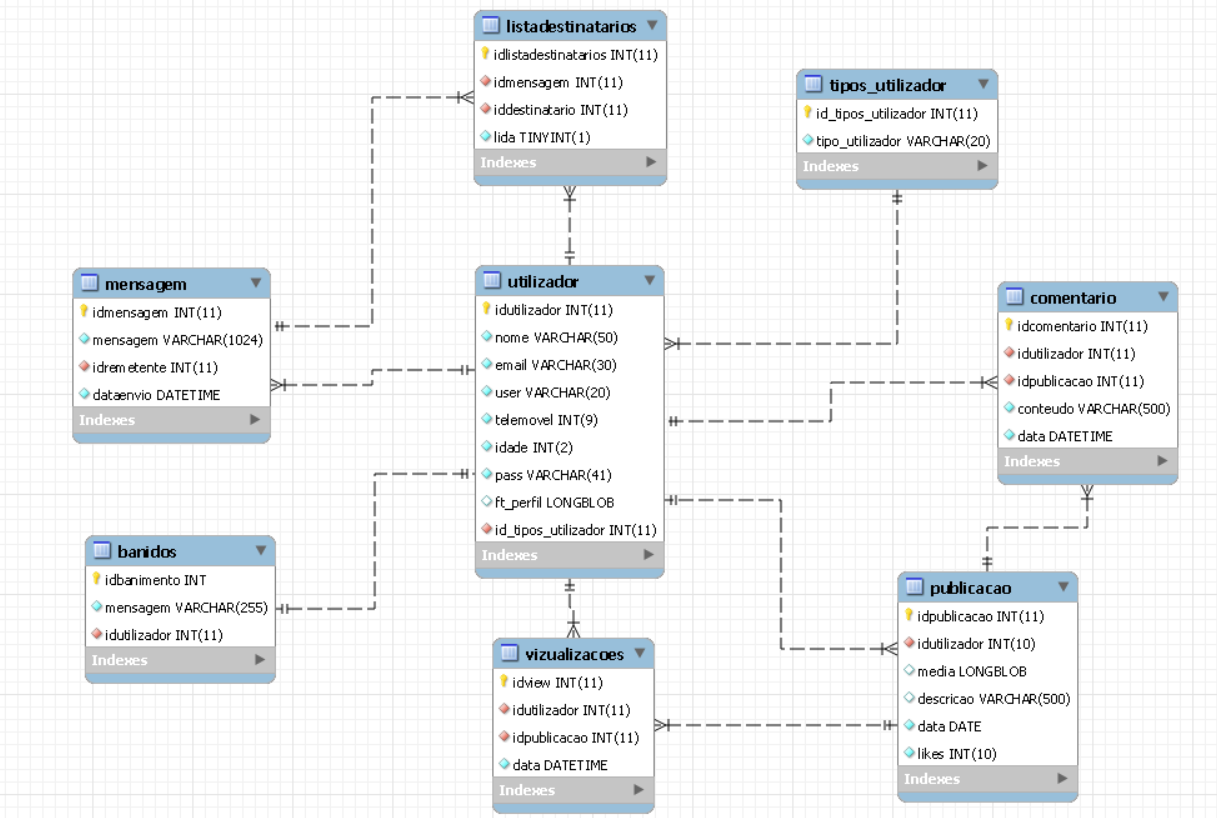 listadestinatarios
idlistadestinatarios INT(11)
idmensagem INT(11)
iddestinatario INT(11)
lida TINYINT(1)
Indexes
tipos_utilizador
id_tipos_utilizador INT(11)
tipo_utilizador VARCHAR(20)
Indexes
mensagem
idmensagem INT(11)
mensagem VARCHAR(1024)
idremetente INT(11)
dataenvio DATETIME
Indexes
utilizador
idutilizador INT(11)
nome VARCHAR(50)
email VARCHAR(30)
user VARCHAR(20)
telemovel INT(9)
idade INT(2)
pass VARCHAR(41)
ft_perfil LONGBLOB
id_tipos_utilizador INT(11)
Indexes
comentario
idcomentario INT(11)
idutilizador INT(11)
idpublicacao INT(11)
conteudo VARCHAR(500)
data DATETIME
Indexes
banidos
idbanimento INT
mensagem VARCHAR(255)
idutilizador INT(11)
Indexes
vizualizacoes
idview INT(11)
idutilizador INT(11)
idpublicacao INT(11)
data DATETIME
Indexes
publicacao
idpublicacao INT(11)
idutilizador INT(10)
media LONGBLOB
descricao VARCHAR(500)
data DATE
likes INT(10)
Indexes